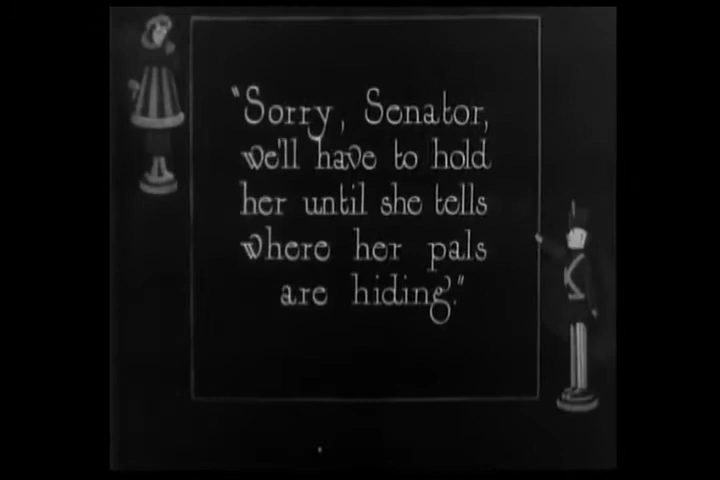 "Sorry, Senator,
we'll have to hold
her until she tells
where her pals
are hiding."